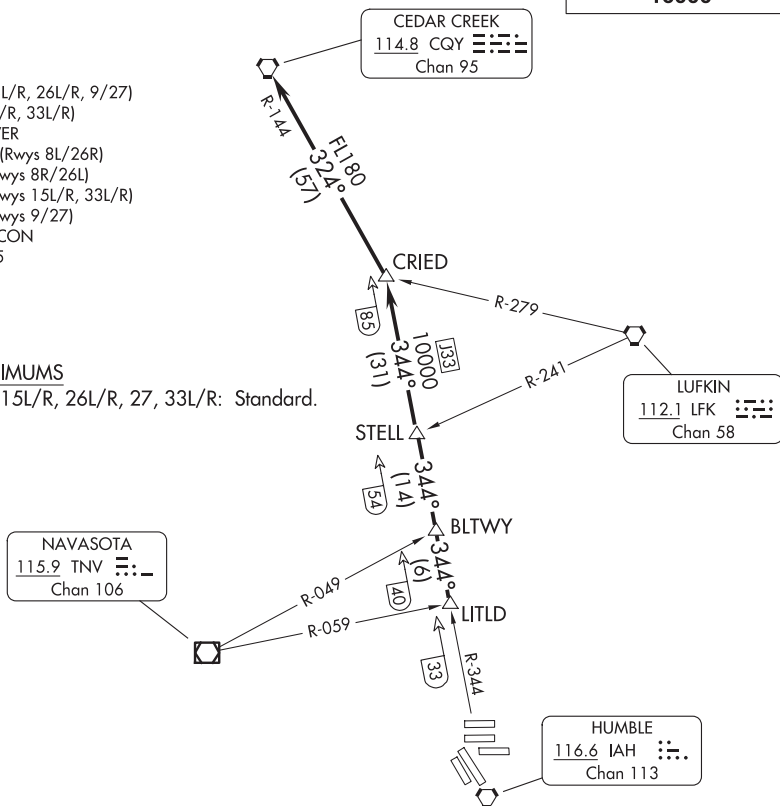 10000
CEDAR CREEK
114.8 CQY
Chan 95
L/R, 26L/R, 9/27)
/R, 33L/R)
(Rwys 8L/26R)
wys 8R/26L)
wys 15L/R, 33L/R)
wys 9/27)
CON
R-144
FL180
324°
(57)
CRIED
R-279
85
10000
J33
344°
(31)
R-241
LUFKIN
112.1 LFK
Chan 58
IMUMS
15L/R, 26L/R, 27, 33L/R: Standard.
STELL
54
344°
(14)
BLTWY
NAVASOTA
115.9 TNV
Chan 106
R-049
40
344°
(6)
LITLD
R-059
33
R-344
HUMBLE
116.6 IAH
Chan 113